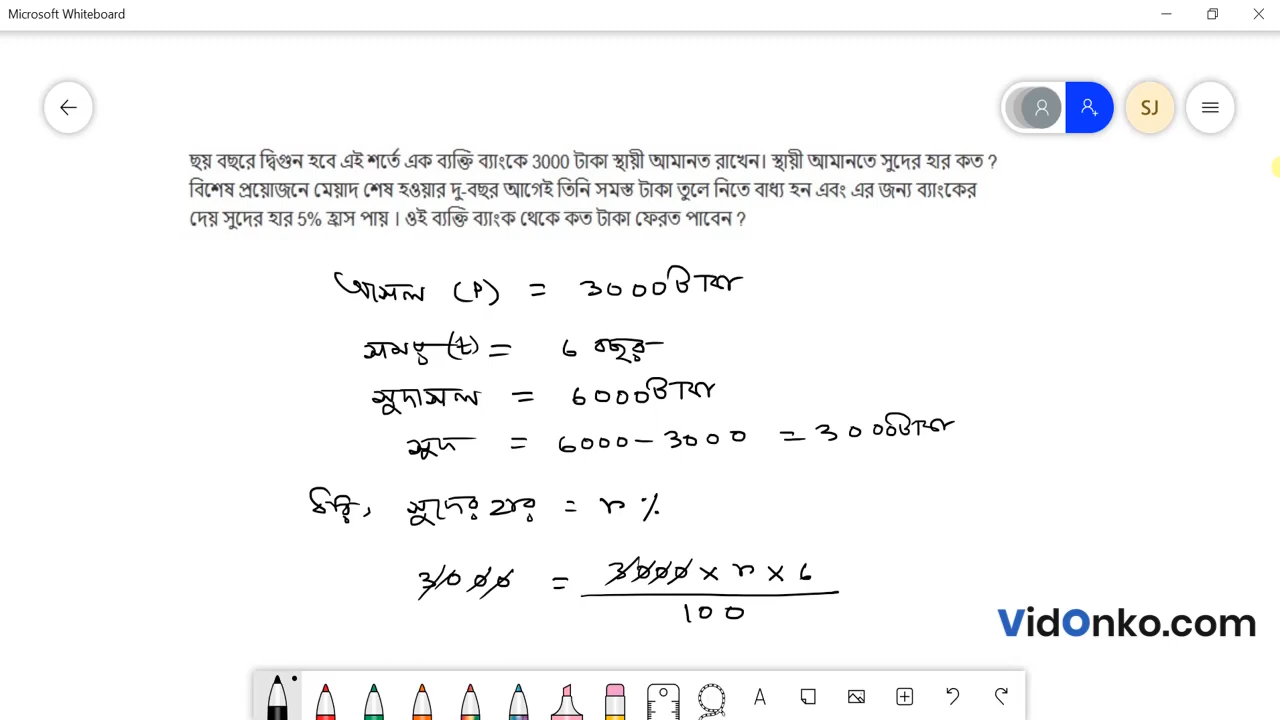 Microsoft Whiteboard
SJ
ছয় বছরে দ্বিগুন হবে এই শর্তে এক ব্যক্তি ব্যাংকে 3000 টাকা স্থায়ী আমানত রাখেন। স্থায়ী আমানতে সুদের হার কত ?
বিশেষ প্রয়োজনে মেয়াদ শেষ হওয়ার দু-বছর আগেই তিনি সমস্ত টাকা তুলে নিতে বাধ্য হন এবং এর জন্য ব্যাংকের
দেয় সুদের হার 5% হ্রাস পায় । ওই ব্যক্তি ব্যাংক থেকে কত টাকা ফেরত পাবেন ?
আসল (P) = 3000 টাকা
সময় (t) = 6 বছর
সুদাসল = 6000 টাকা
সুদ = 6000 - 3000 = 3000 টাকা
ধরি, সুদের হার = r %
3000 = 3000 × r × 6
100
VidOnko.com
A